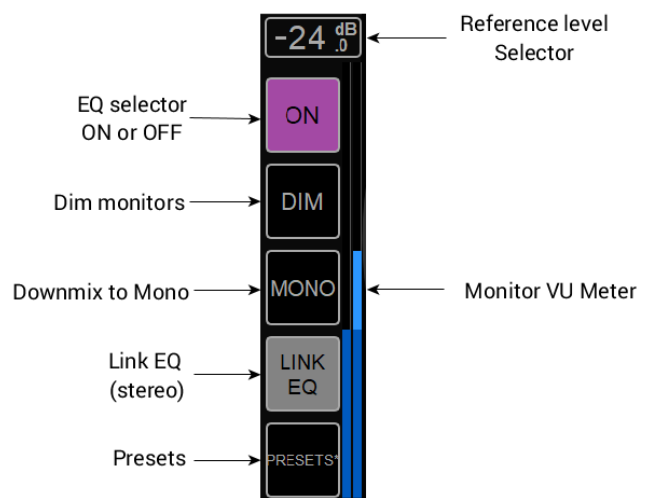 -24 dB
.0
Reference level
Selector
EQ selector
ON or OFF
ON
Dim monitors
DIM
Downmix to Mono
MONO
Monitor VU Meter
Link EQ
(stereo)
LINK
EQ
Presets
PRESETS*